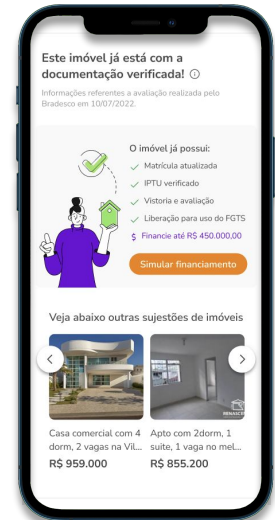 Este imóvel já está com a
documentação verificada! ⓘ
Informações referentes a avaliação realizada pelo
Bradesco em 10/07/2022.
O imóvel já possui:
Matrícula atualizada
IPTU verificado
Vistoria e avaliação
Liberação para uso do FGTS
$ Financie até R$ 450.000,00
Simular financiamento
Veja abaixo outras sujestões de imóveis
Casa comercial com 4
dorm, 2 vagas na Vil...
R$ 959.000
Apto com 2dorm, 1
suite, 1 vaga no mel...
R$ 855.200